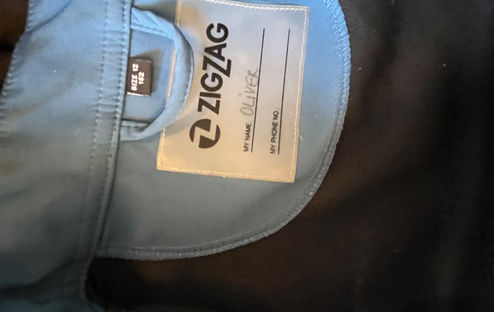 SIZE 12
152
ZIGZAG
MY NAME: OLIVER
MY PHONE NO.: